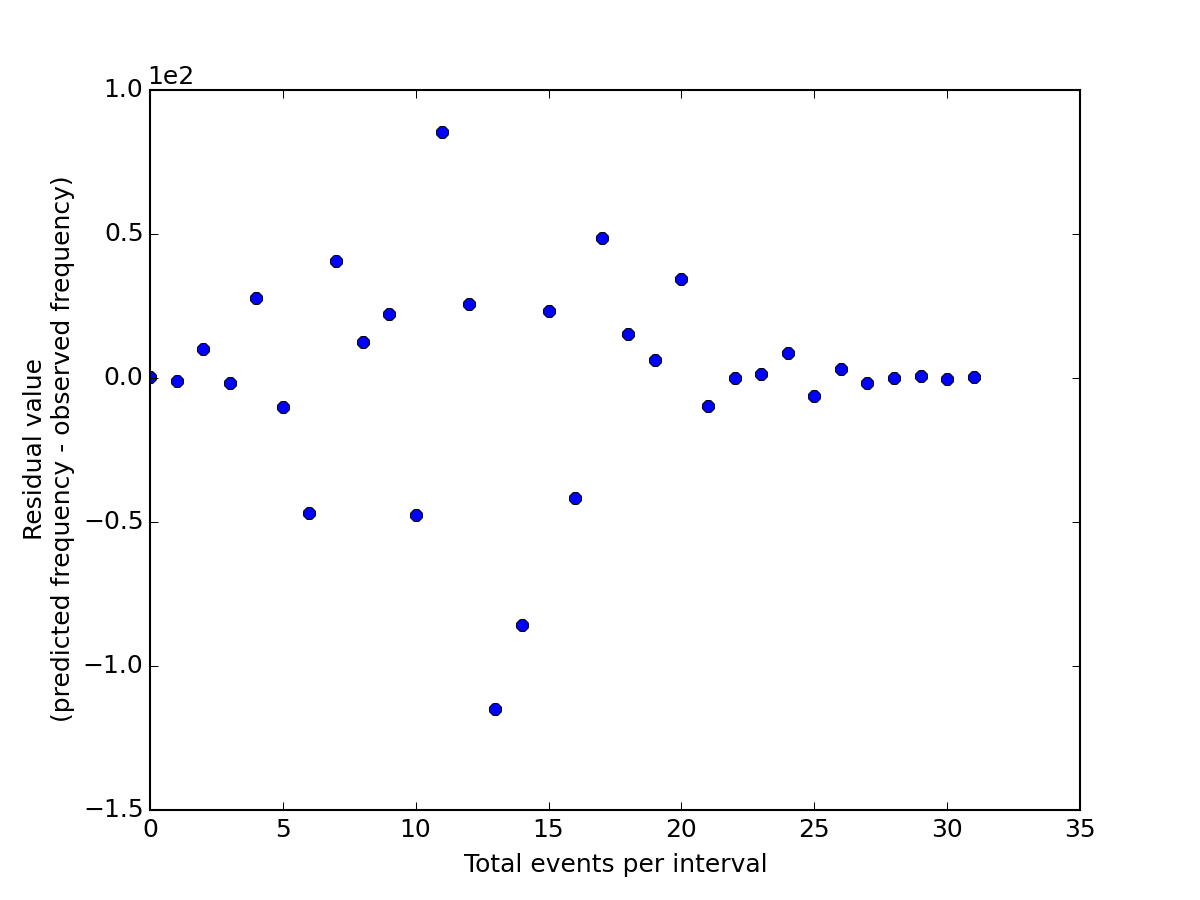 1e2
1.0
0.5
0.0
−0.5
−1.0
−1.5
0 5 10 15 20 25 30 35
Total events per interval
Residual value
(predicted frequency - observed frequency)